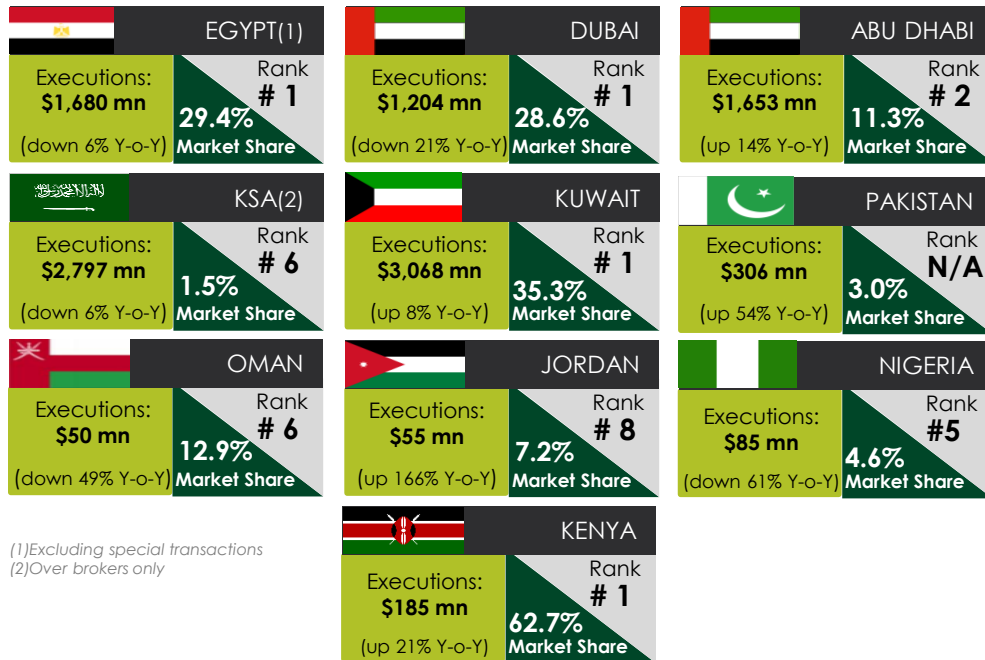 EGYPT(1)
Executions:
$1,680 mn
(down 6% Y-o-Y)
29.4%
Market Share
Rank
# 1
DUBAI
Executions:
$1,204 mn
(down 21% Y-o-Y)
28.6%
Market Share
Rank
# 1
ABU DHABI
Executions:
$1,653 mn
(up 14% Y-o-Y)
11.3%
Market Share
Rank
# 2
KSA(2)
Executions:
$2,797 mn
(down 6% Y-o-Y)
1.5%
Market Share
Rank
# 6
KUWAIT
Executions:
$3,068 mn
(up 8% Y-o-Y)
35.3%
Market Share
Rank
# 1
PAKISTAN
Executions:
$306 mn
(up 54% Y-o-Y)
3.0%
Market Share
Rank
N/A
OMAN
Executions:
$50 mn
(down 49% Y-o-Y)
12.9%
Market Share
Rank
# 6
JORDAN
Executions:
$55 mn
(up 166% Y-o-Y)
7.2%
Market Share
Rank
# 8
NIGERIA
Executions:
$85 mn
(down 61% Y-o-Y)
4.6%
Market Share
Rank
#5
(1)Excluding special transactions
(2)Over brokers only
KENYA
Executions:
$185 mn
(up 21% Y-o-Y)
62.7%
Market Share
Rank
# 1